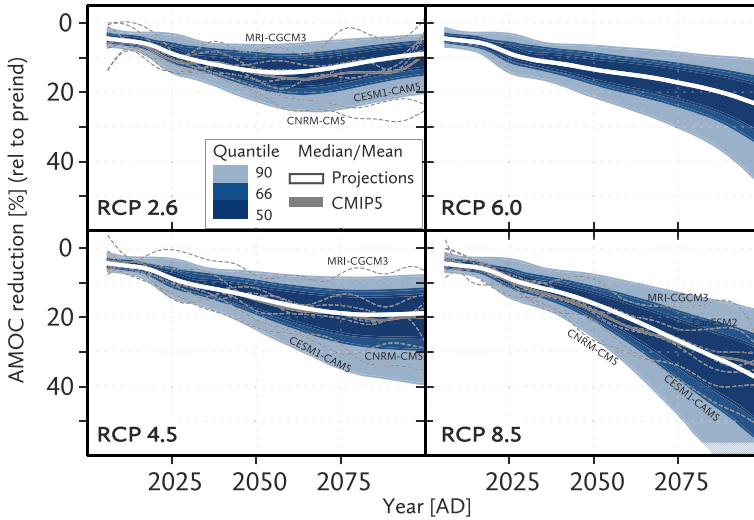 AMOC reduction [%] (rel to preind)
0
20
40
0
20
40
MRI-CGCM3
CESM1-CAM5
CNRM-CM5
Quantile Median/Mean
90
66
50
Projections
CMIP5
RCP 2.6
RCP 6.0
MRI-CGCM3
CESM1-CAM5
CNRM-CM5
RCP 4.5
MRI-CGCM3
CanESM2
CNRM-CM5
CESM1-CAM5
RCP 8.5
2025 2050 2075 2025 2050 2075
Year [AD]